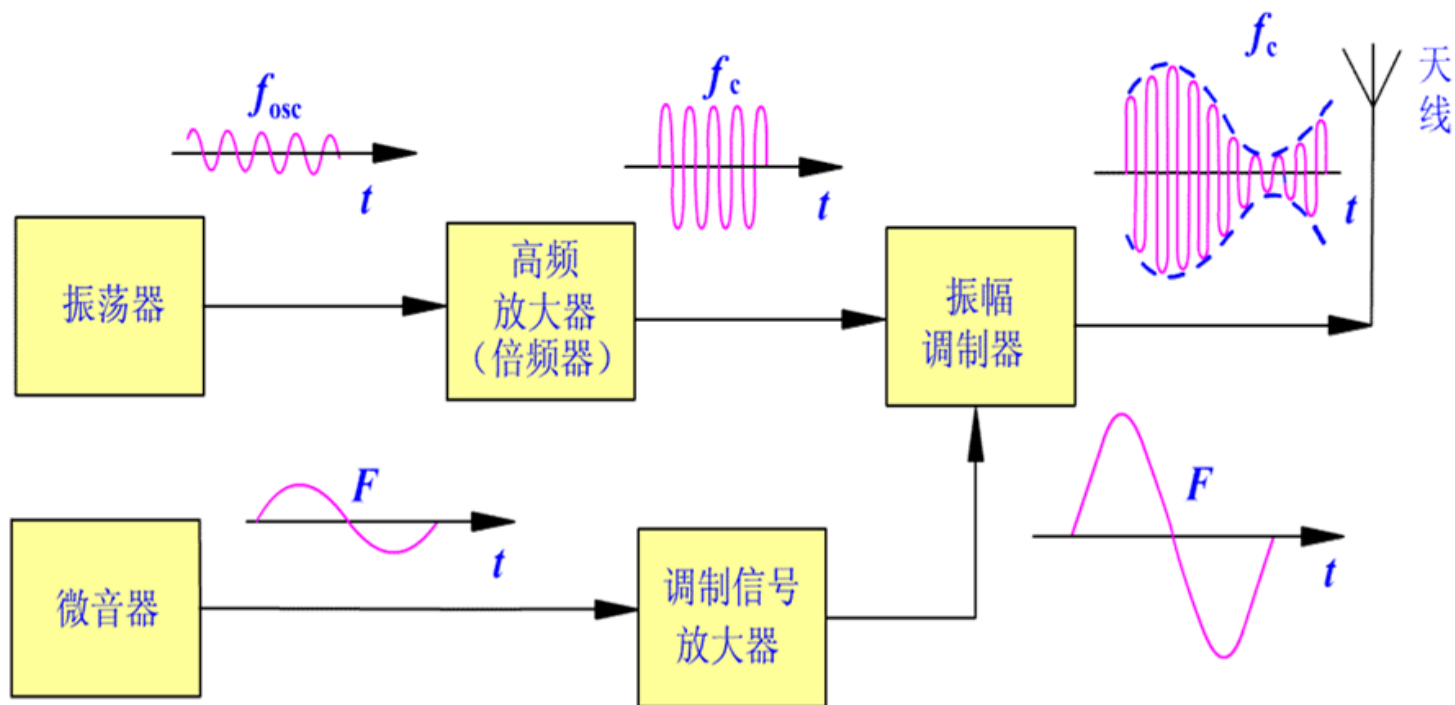 f_osc
t
f_c
t
f_c
t
天
线
振荡器
高频
放大器
（倍频器）
振幅
调制器
F
t
F
t
微音器
调制信号
放大器